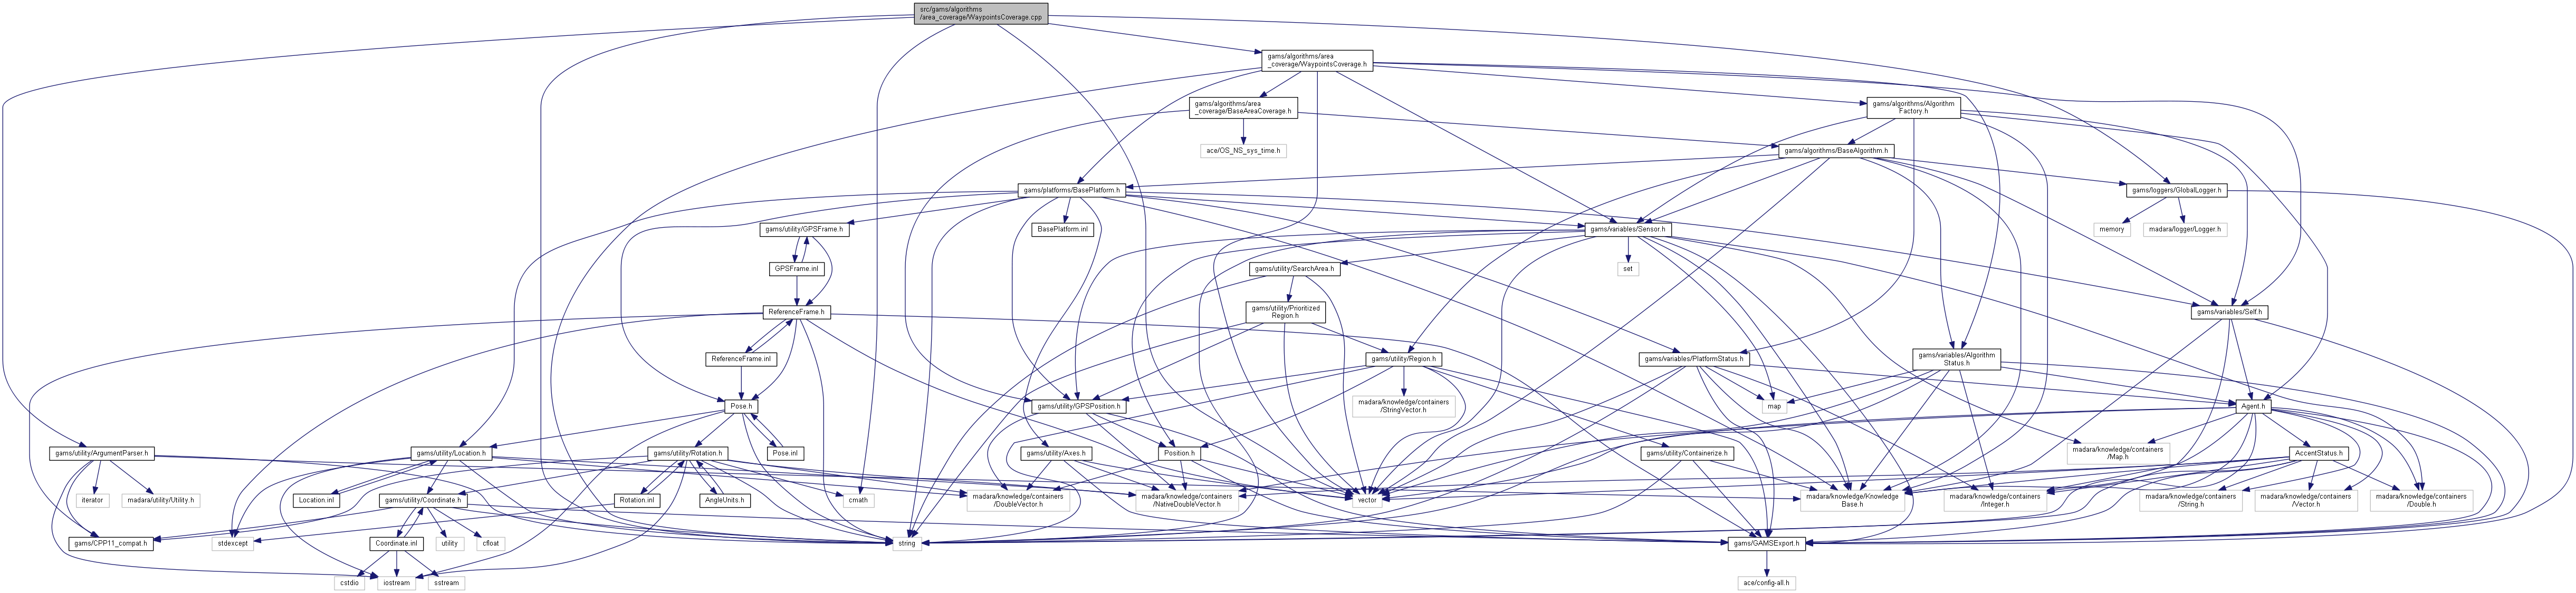 src/gams/algorithms
/area_coverage/WaypointsCoverage.cpp
gams/algorithms/area
_coverage/WaypointsCoverage.h
gams/algorithms/area
_coverage/BaseAreaCoverage.h
gams/algorithms/Algorithm
Factory.h
ace/OS_NS_sys_time.h
gams/algorithms/BaseAlgorithm.h
gams/platforms/BasePlatform.h
gams/loggers/GlobalLogger.h
gams/utility/GPSFrame.h
BasePlatform.inl
gams/variables/Sensor.h
memory
madara/logger/Logger.h
GPSFrame.inl
gams/utility/SearchArea.h
set
ReferenceFrame.h
gams/utility/Prioritized
Region.h
gams/variables/Self.h
ReferenceFrame.inl
gams/utility/Region.h
gams/variables/PlatformStatus.h
gams/variables/Algorithm
Status.h
Pose.h
gams/utility/GPSPosition.h
madara/knowledge/containers
/StringVector.h
map
Agent.h
gams/utility/ArgumentParser.h
gams/utility/Location.h
gams/utility/Rotation.h
Pose.inl
gams/utility/Axes.h
Position.h
gams/utility/Containerize.h
madara/knowledge/containers
/Map.h
AccentStatus.h
iterator
madara/utility/Utility.h
Location.inl
gams/utility/Coordinate.h
Rotation.inl
AngleUnits.h
cmath
madara/knowledge/containers
/DoubleVector.h
madara/knowledge/containers
/NativeDoubleVector.h
vector
madara/knowledge/Knowledge
Base.h
madara/knowledge/containers
/Integer.h
madara/knowledge/containers
/String.h
madara/knowledge/containers
/Vector.h
madara/knowledge/containers
/Double.h
gams/CPP11_compat.h
stdexcept
Coordinate.inl
utility
cfloat
string
gams/GAMSExport.h
cstdio
iostream
sstream
ace/config-all.h